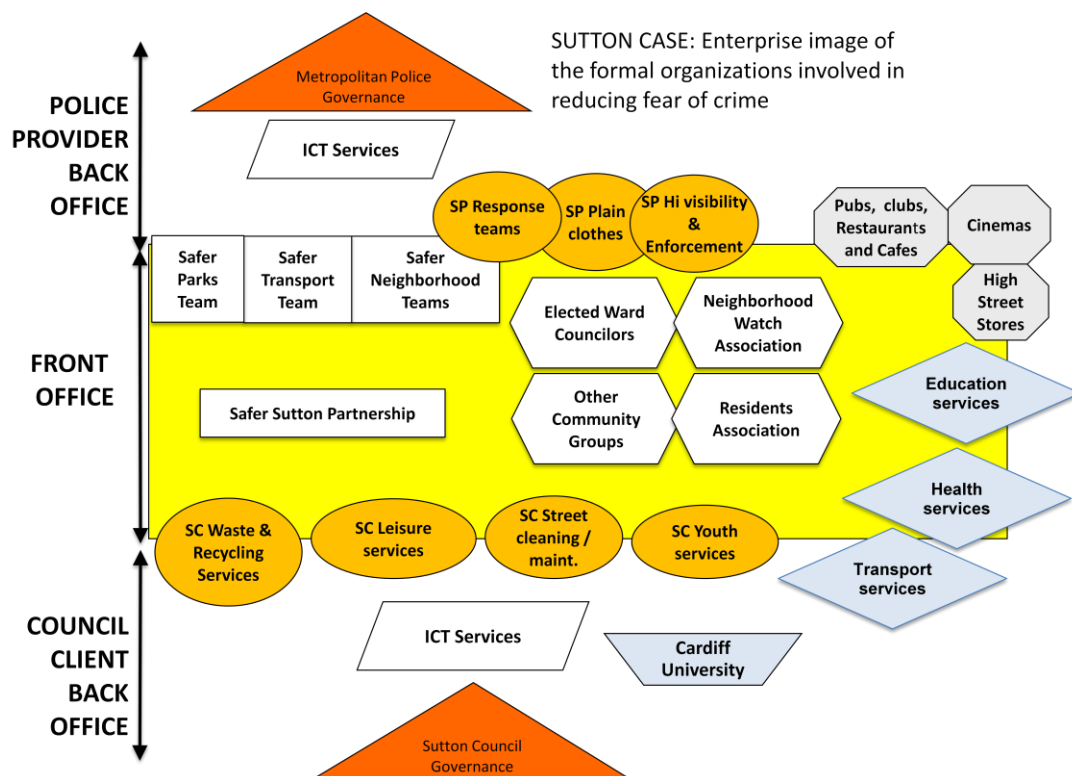 SUTTON CASE: Enterprise image of
the formal organizations involved in
reducing fear of crime
POLICE
PROVIDER
BACK
OFFICE
Metropolitan Police
Governance
ICT Services
SP Response
teams
SP Plain
clothes
SP Hi visibility
&
Enforcement
Pubs, clubs,
Restaurants
and Cafes
Cinemas
High
Street
Stores
FRONT
OFFICE
Safer
Parks
Team
Safer
Transport
Team
Safer
Neighborhood
Teams
Elected Ward
Councilors
Neighborhood
Watch
Association
Safer Sutton Partnership
Other
Community
Groups
Residents
Association
Education
services
Health
services
Transport
services
SC Waste &
Recycling
Services
SC Leisure
services
SC Street
cleaning /
maint.
SC Youth
services
COUNCIL
CLIENT
BACK
OFFICE
ICT Services
Cardiff
University
Sutton Council
Governance